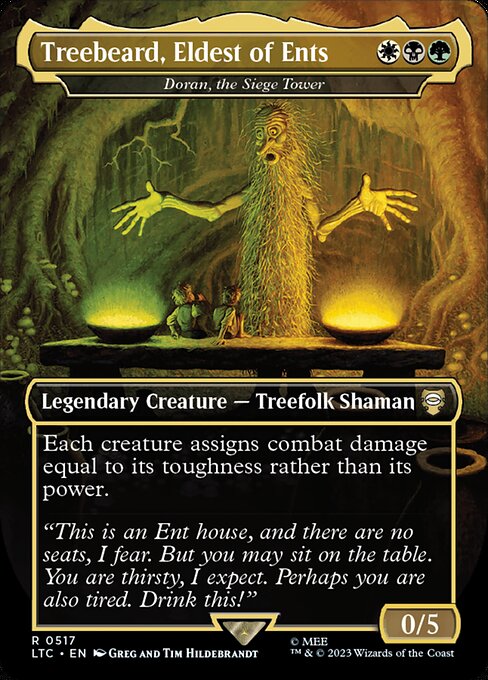 Treebeard, Eldest of Ents
Doran, the Siege Tower
Legendary Creature — Treefolk Shaman
Each creature assigns combat damage
equal to its toughness rather than its
power.
“This is an Ent house, and there are no
seats, I fear. But you may sit on the table.
You are thirsty, I expect. Perhaps you are
also tired. Drink this!”
0/5
R 0517
LTC • EN Greg and Tim Hildebrandt
© MEE
™ & © 2023 Wizards of the Coast